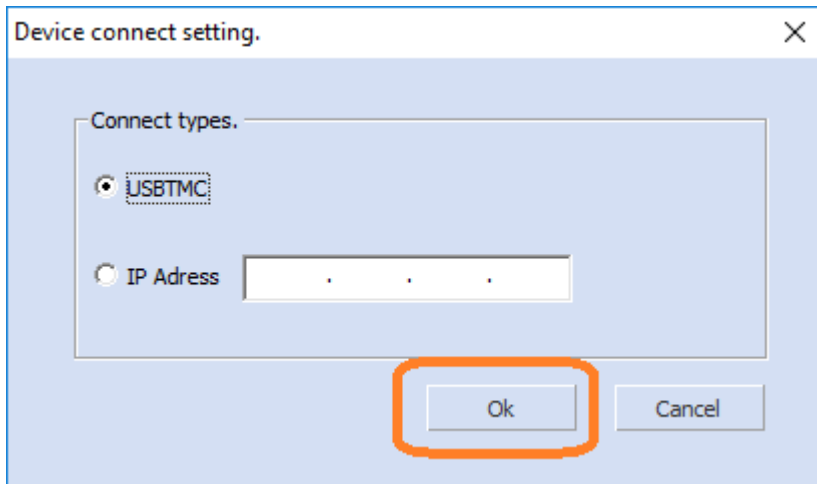 Device connect setting.
Connect types.
USBTMC
IP Adress . . .
Ok Cancel